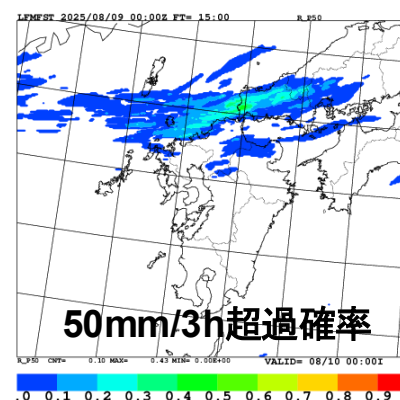 LFMFST 2025/08/09 00:00Z FT= 15:00 R_P50
50mm/3h超過確率
R_P50 CNT= 0.10 MAX= 0.43 MIN= 0.00E+00 VALID= 08/10 00:00I
.0 0.1 0.2 0.3 0.4 0.5 0.6 0.7 0.8 0.9